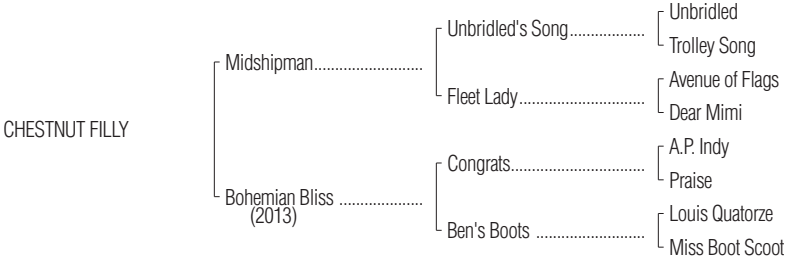 Unbridled
Unbridled's Song..................
Trolley Song
Midshipman..........................
Avenue of Flags
Fleet Lady..............................
Dear Mimi
CHESTNUT FILLY
A.P. Indy
Congrats................................
Praise
Bohemian Bliss ....................
(2013)
Louis Quatorze
Ben's Boots ..........................
Miss Boot Scoot